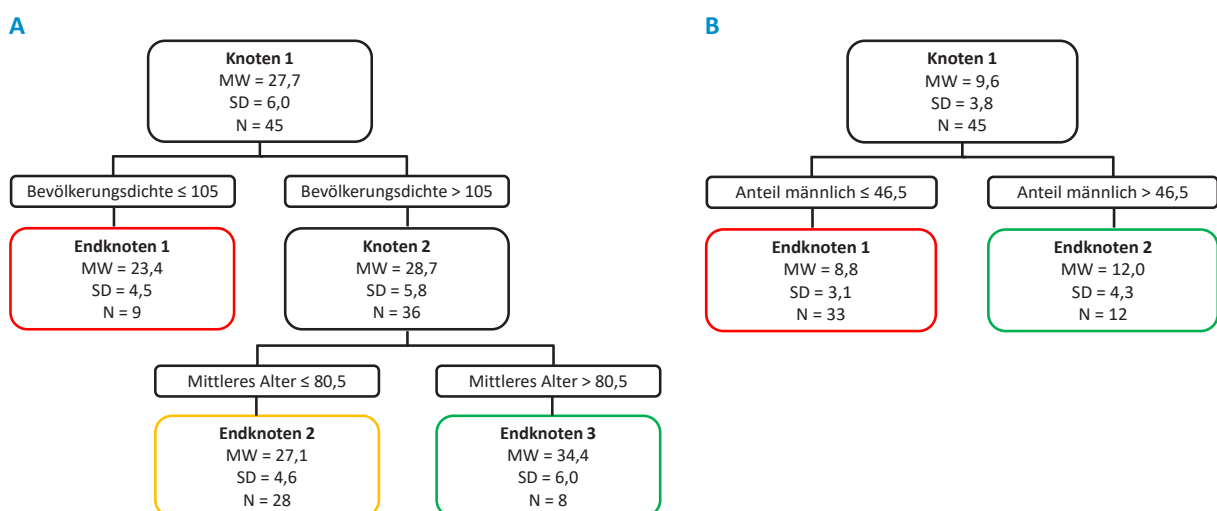 A
Knoten 1
MW = 27,7
SD = 6,0
N = 45
Bevölkerungsdichte ≤ 105
Bevölkerungsdichte > 105
Endknoten 1
MW = 23,4
SD = 4,5
N = 9
Knoten 2
MW = 28,7
SD = 5,8
N = 36
Mittleres Alter ≤ 80,5
Mittleres Alter > 80,5
Endknoten 2
MW = 27,1
SD = 4,6
N = 28
Endknoten 3
MW = 34,4
SD = 6,0
N = 8
B
Knoten 1
MW = 9,6
SD = 3,8
N = 45
Anteil männlich ≤ 46,5
Anteil männlich > 46,5
Endknoten 1
MW = 8,8
SD = 3,1
N = 33
Endknoten 2
MW = 12,0
SD = 4,3
N = 12